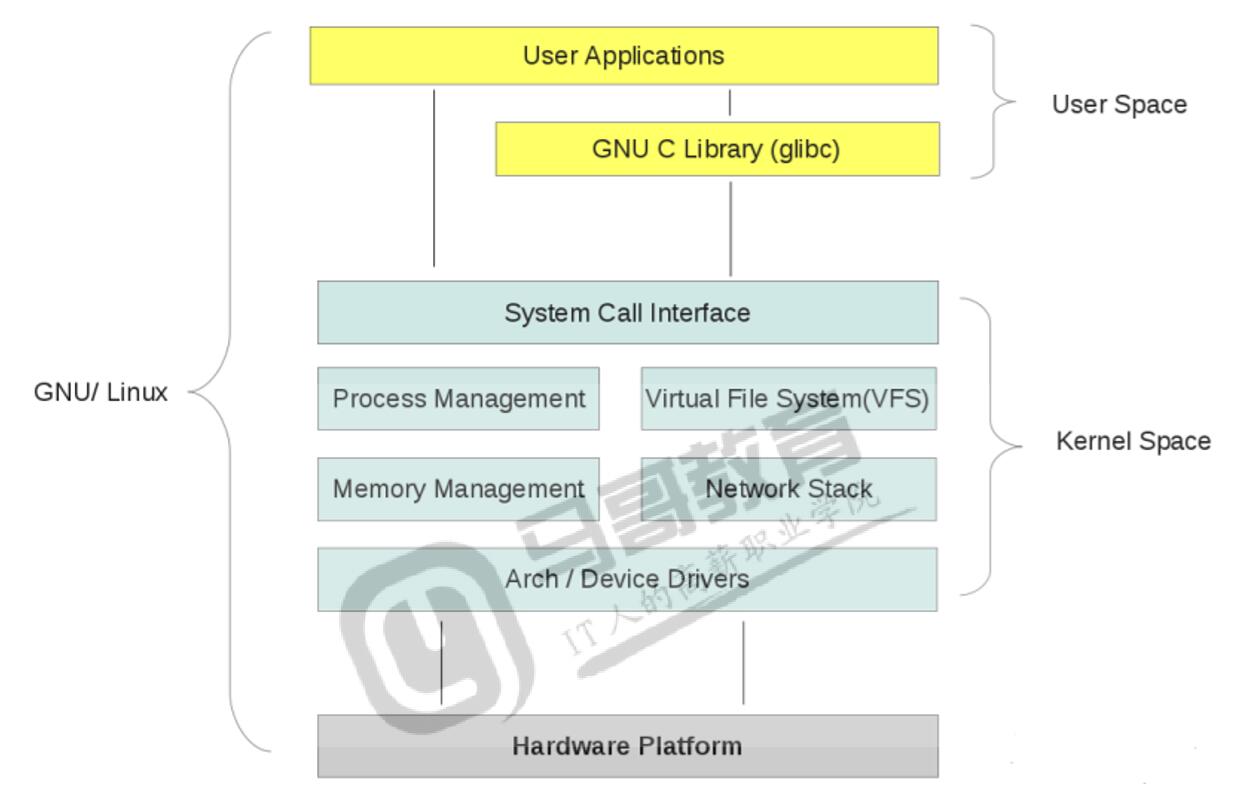 User Applications
User Space
GNU C Library (glibc)
System Call Interface
GNU/ Linux
Process Management
Virtual File System(VFS)
Kernel Space
Memory Management
Network Stack
马哥教育
IT人的高薪职业学院
Arch / Device Drivers
Hardware Platform